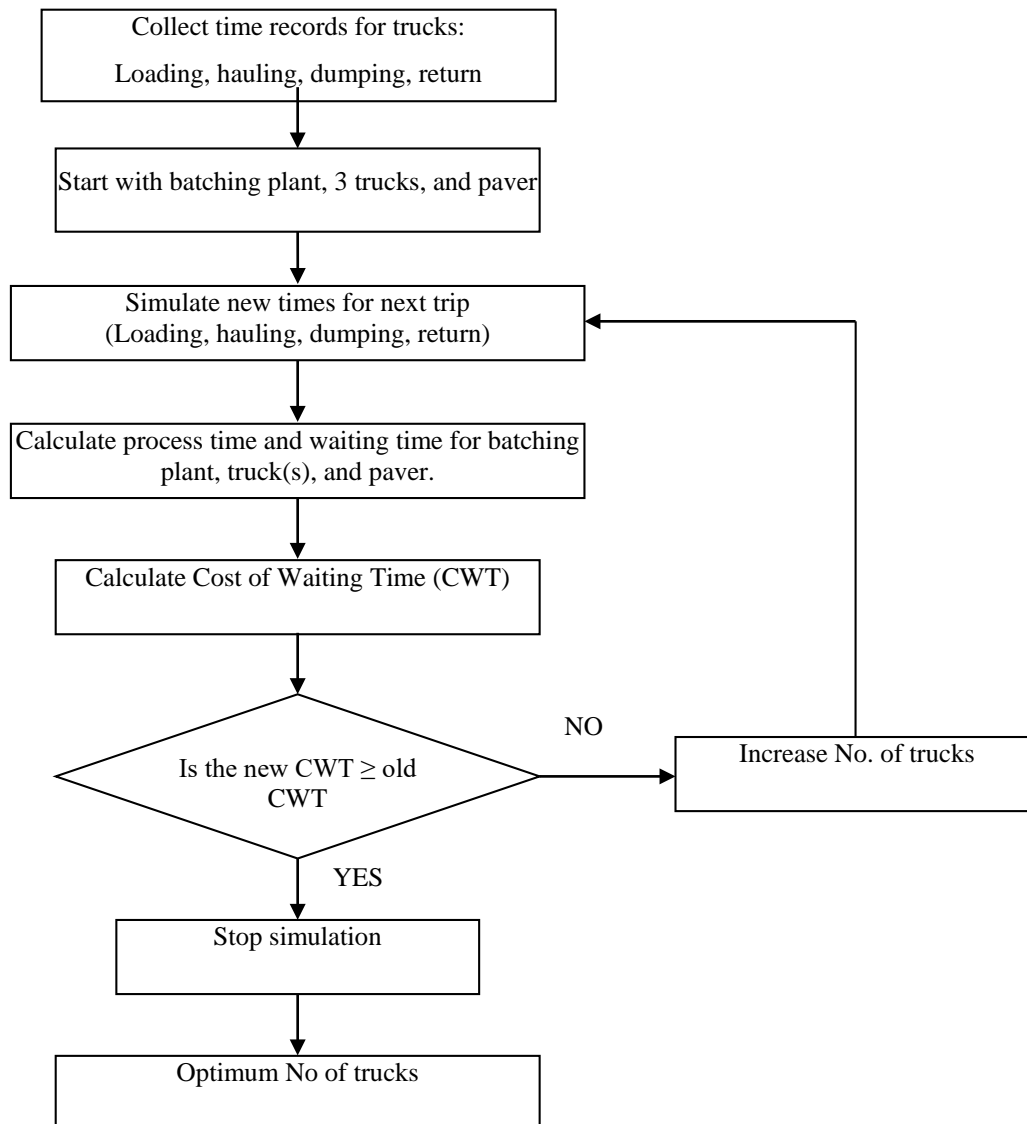 Collect time records for trucks:
Loading, hauling, dumping, return
Start with batching plant, 3 trucks, and paver
Simulate new times for next trip
(Loading, hauling, dumping, return)
Calculate process time and waiting time for batching
plant, truck(s), and paver.
Calculate Cost of Waiting Time (CWT)
Is the new CWT ≥ old
CWT
NO
Increase No. of trucks
YES
Stop simulation
Optimum No of trucks